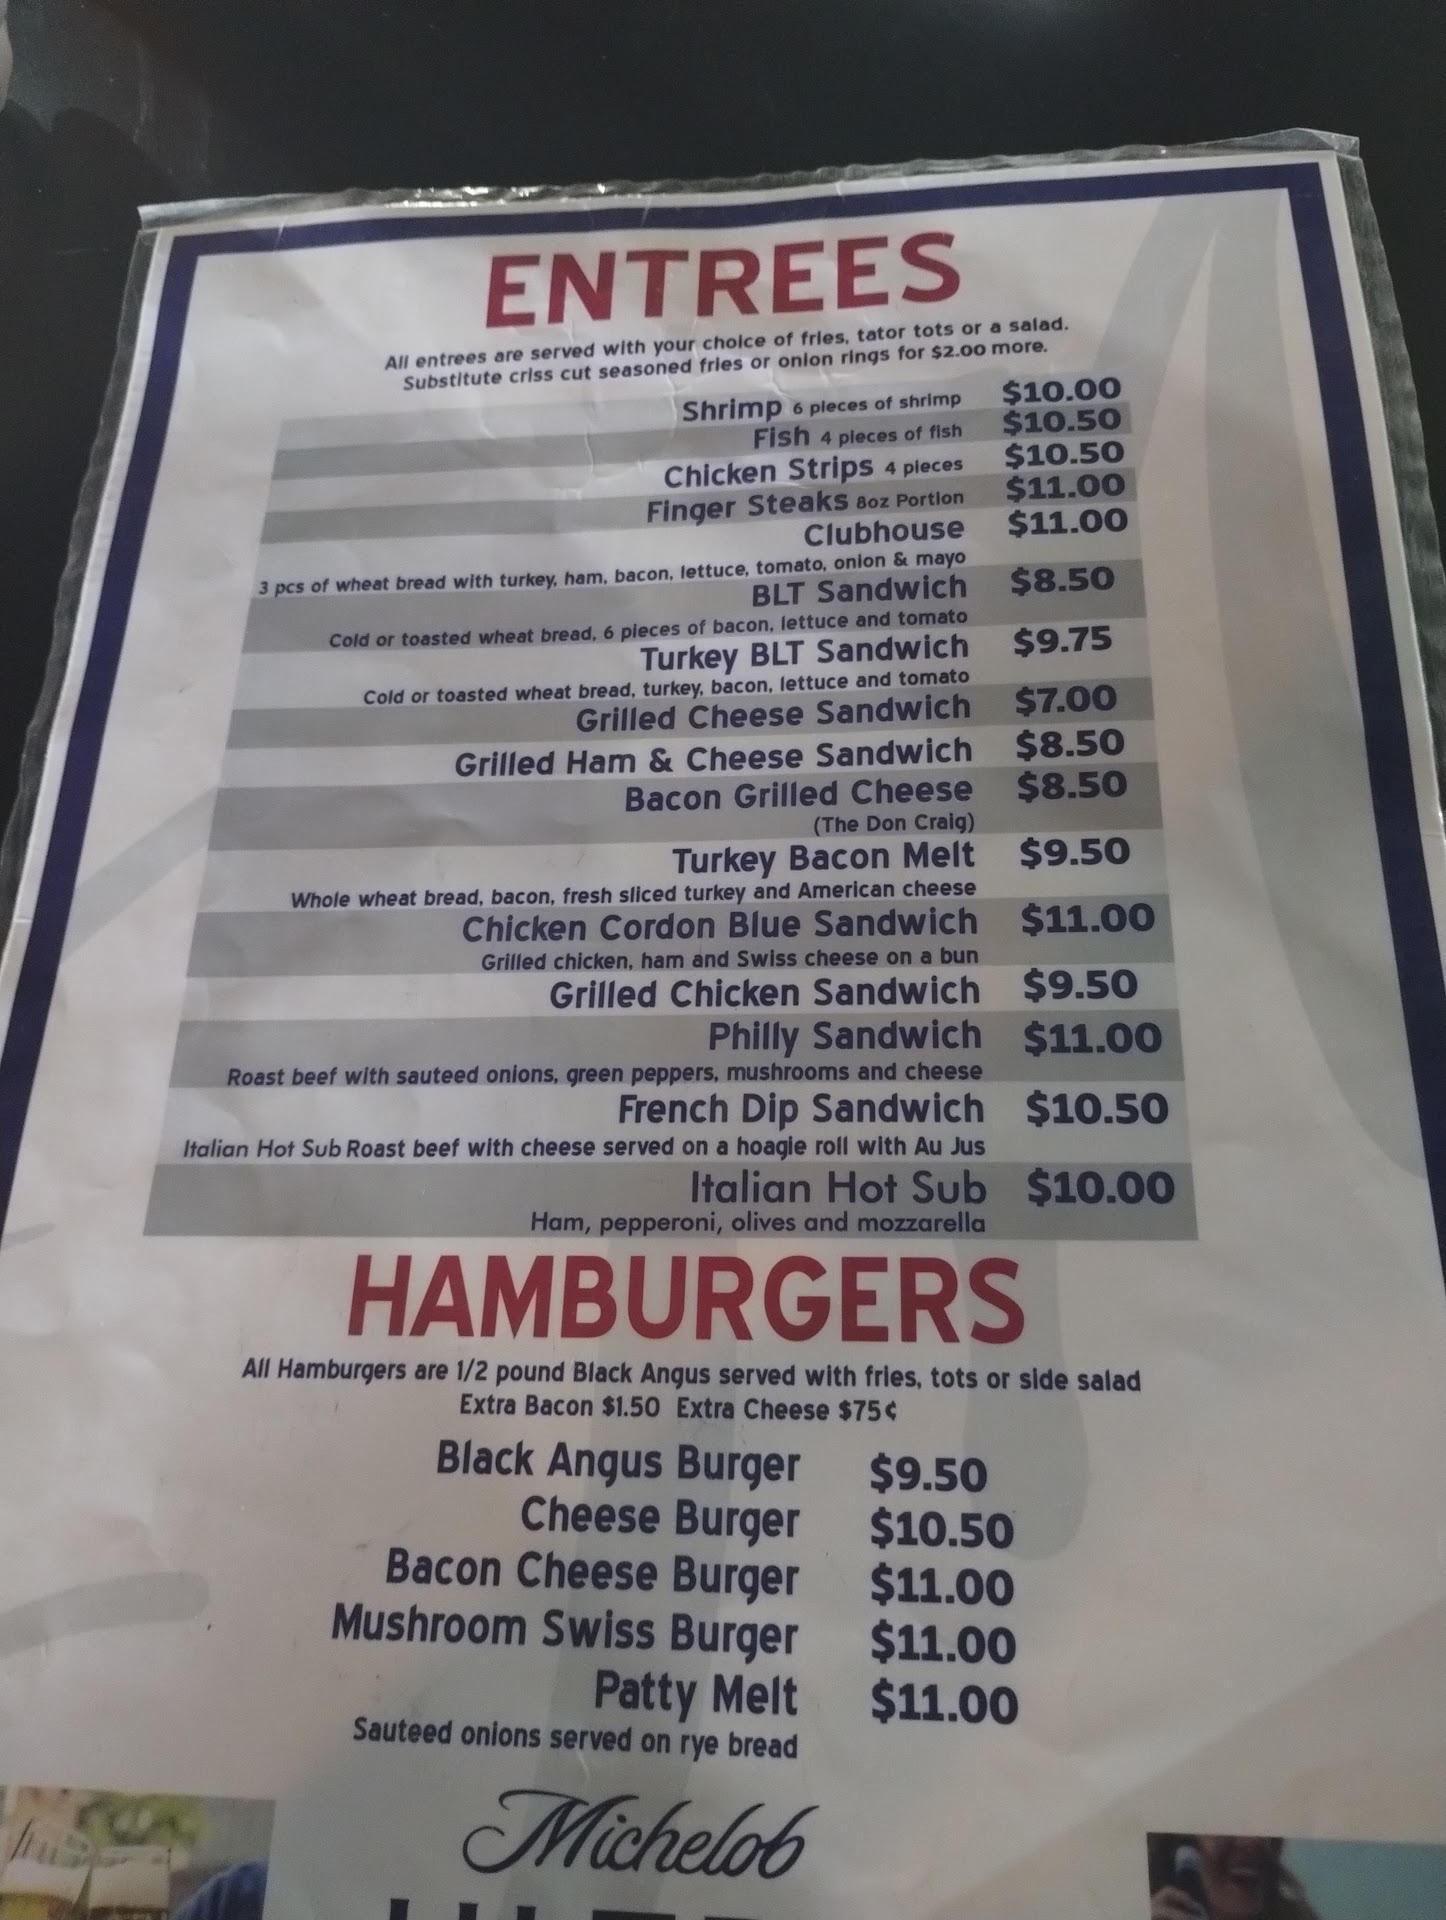 ENTREES
All entrees are served with your choice of fries, tator tots or a salad.
Substitute criss cut seasoned fries or onion rings for $2.00 more.
Shrimp 6 pieces of shrimp $10.00
Fish 4 pieces of fish $10.50
Chicken Strips 4 pieces $10.50
Finger Steaks 8oz Portion $11.00
Clubhouse $11.00
3 pcs of wheat bread with turkey, ham, bacon, lettuce, tomato, onion & mayo
BLT Sandwich $8.50
Cold or toasted wheat bread, 6 pieces of bacon, lettuce and tomato
Turkey BLT Sandwich $9.75
Cold or toasted wheat bread, turkey, bacon, lettuce and tomato
Grilled Cheese Sandwich $7.00
Grilled Ham & Cheese Sandwich $8.50
Bacon Grilled Cheese $8.50
(The Don Craig)
Turkey Bacon Melt $9.50
Whole wheat bread, bacon, fresh sliced turkey and American cheese
Chicken Cordon Blue Sandwich $11.00
Grilled chicken, ham and Swiss cheese on a bun
Grilled Chicken Sandwich $9.50
Philly Sandwich $11.00
Roast beef with sauteed onions, green peppers, mushrooms and cheese
French Dip Sandwich $10.50
Italian Hot Sub Roast beef with cheese served on a hoagie roll with Au Jus
Italian Hot Sub $10.00
Ham, pepperoni, olives and mozzarella
HAMBURGERS
All Hamburgers are 1/2 pound Black Angus served with fries, tots or side salad
Extra Bacon $1.50 Extra Cheese $75¢
Black Angus Burger $9.50
Cheese Burger $10.50
Bacon Cheese Burger $11.00
Mushroom Swiss Burger $11.00
Patty Melt $11.00
Sauteed onions served on rye bread
Michelob